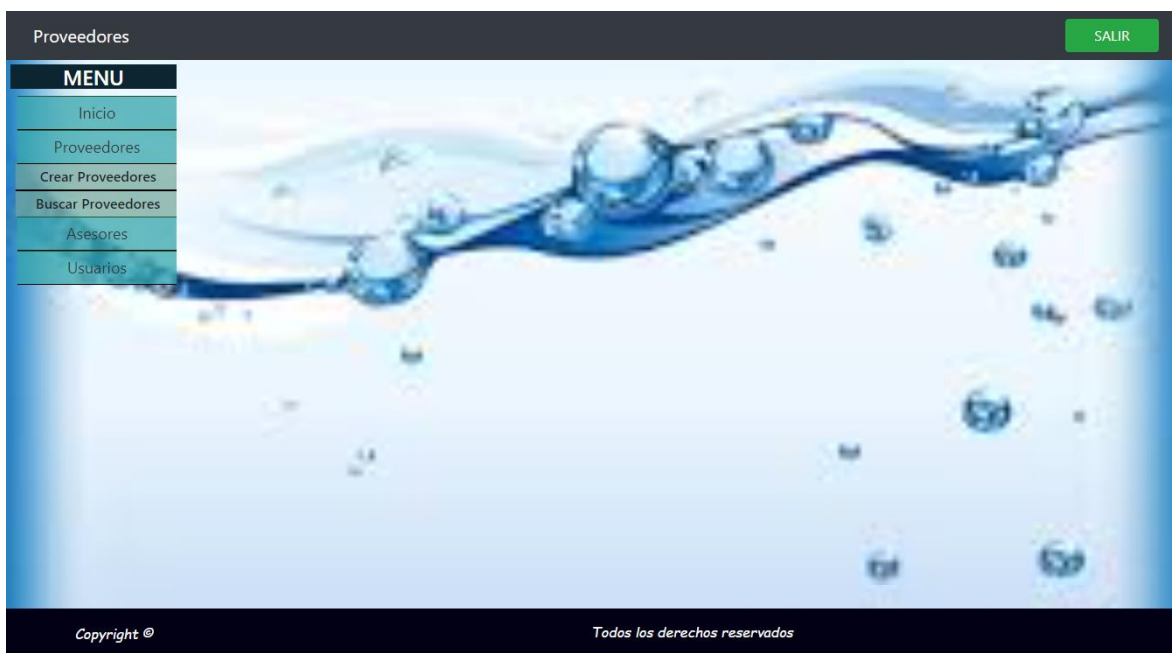 Proveedores
SALIR
MENU
Inicio
Proveedores
Crear Proveedores
Buscar Proveedores
Asesores
Usuarios
Copyright ©
Todos los derechos reservados